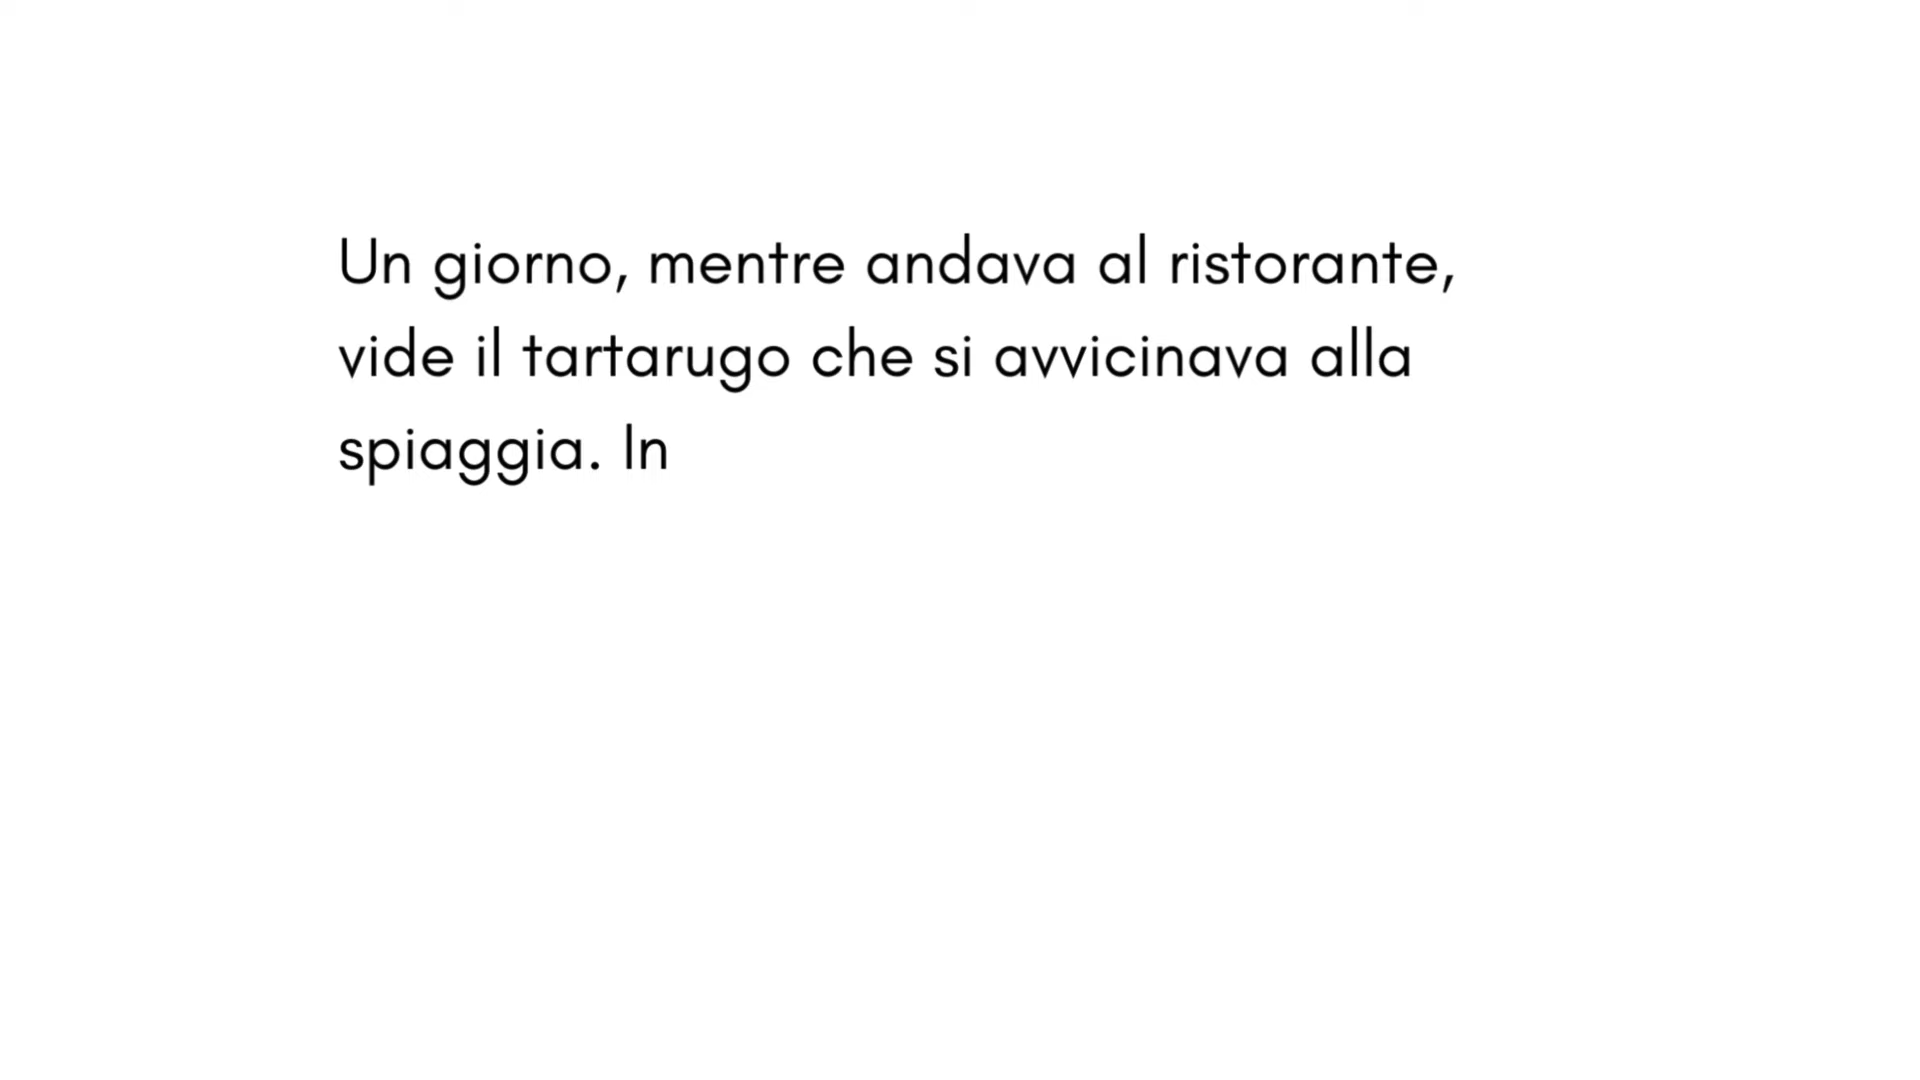 Un giorno, mentre andava al ristorante,
vide il tartarugo che si avvicinava alla
spiaggia. In